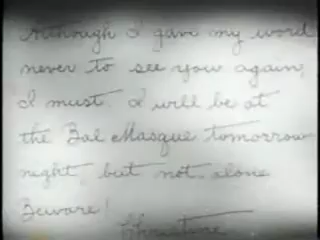 Although I gave my word
never to see you again,
I must. I will be at
the Bal Masque tomorrow
night, but not alone
Beware!
Christine